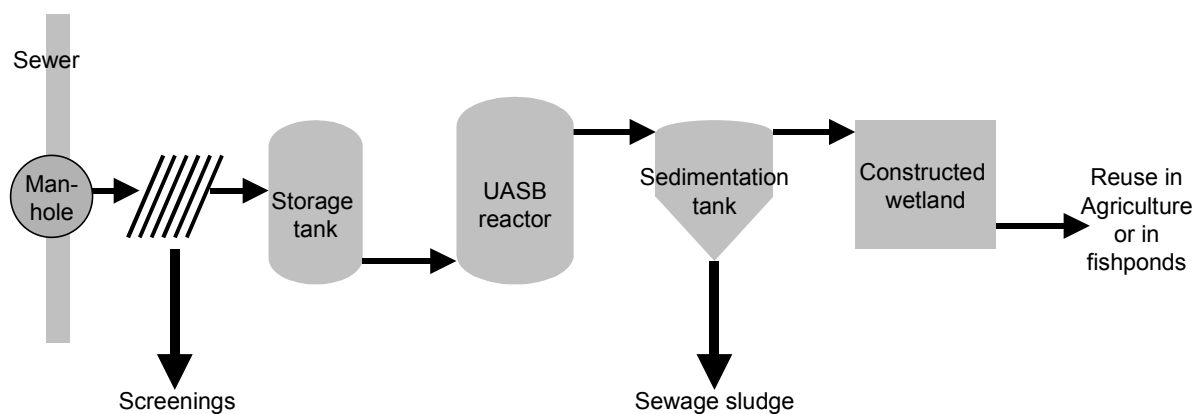 Sewer
Man-
hole
Storage
tank
UASB
reactor
Sedimentation
tank
Constructed
wetland
Reuse in
Agriculture
or in
fishponds
Screenings
Sewage sludge